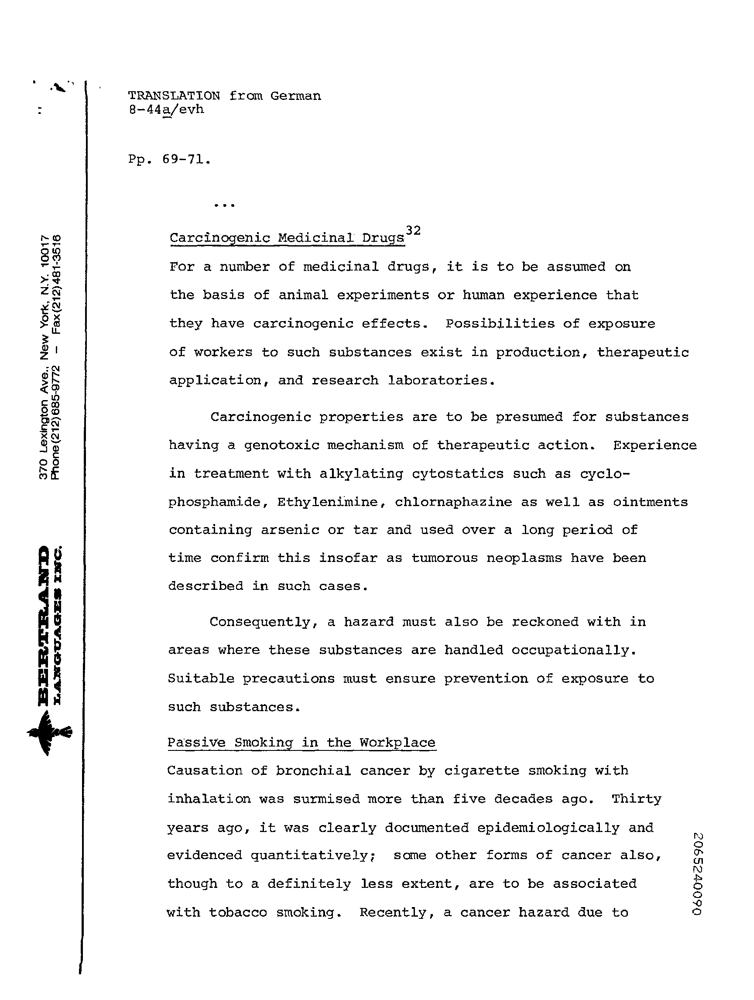 TRANSLATION from German
8-44a/evh
Pp. 69-71.
...
Carcinogenic Medicinal Drugs32
For a number of medicinal drugs, it is to be assumed on
the basis of animal experiments or human experience that
they have carcinogenic effects. Possibilities of exposure
of workers to such substances exist in production, therapeutic
application, and research laboratories.
Carcinogenic properties are to be presumed for substances
having a genotoxic mechanism of therapeutic action. Experience
in treatment with alkylating cytostatics such as cyclo-
phosphamide, Ethylenimine, chlornaphazine as well as ointments
containing arsenic or tar and used over a long period of
time confirm this insofar as tumorous neoplasms have been
described in such cases.
Consequently, a hazard must also be reckoned with in
areas where these substances are handled occupationally.
Suitable precautions must ensure prevention of exposure to
such substances.
Passive Smoking in the Workplace
Causation of bronchial cancer by cigarette smoking with
inhalation was surmised more than five decades ago. Thirty
years ago, it was clearly documented epidemiologically and
evidenced quantitatively; some other forms of cancer also,
though to a definitely less extent, are to be associated
with tobacco smoking. Recently, a cancer hazard due to
370 Lexington Ave., New York, N.Y. 10017
Phone (212) 685-9772 — Fax (212) 481-3516
BERTRAND
LANGUAGES INC.
2065240090